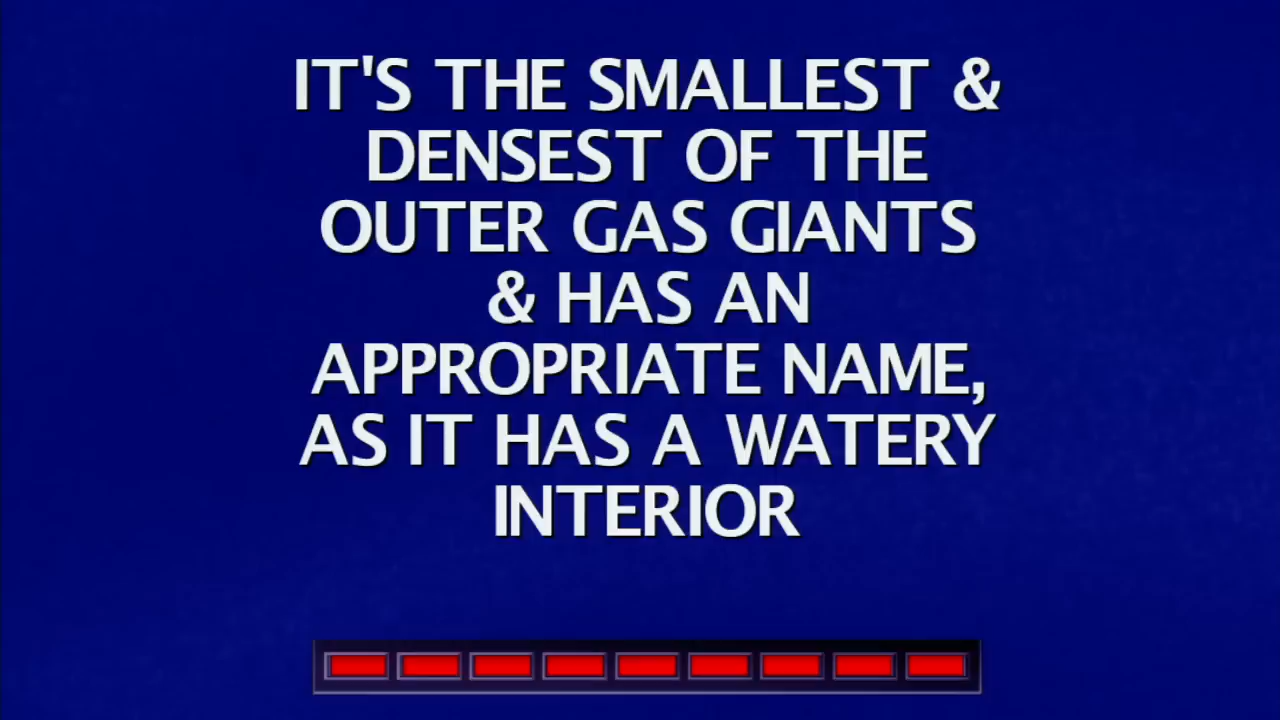 IT'S THE SMALLEST &
DENSEST OF THE
OUTER GAS GIANTS
& HAS AN
APPROPRIATE NAME,
AS IT HAS A WATERY
INTERIOR